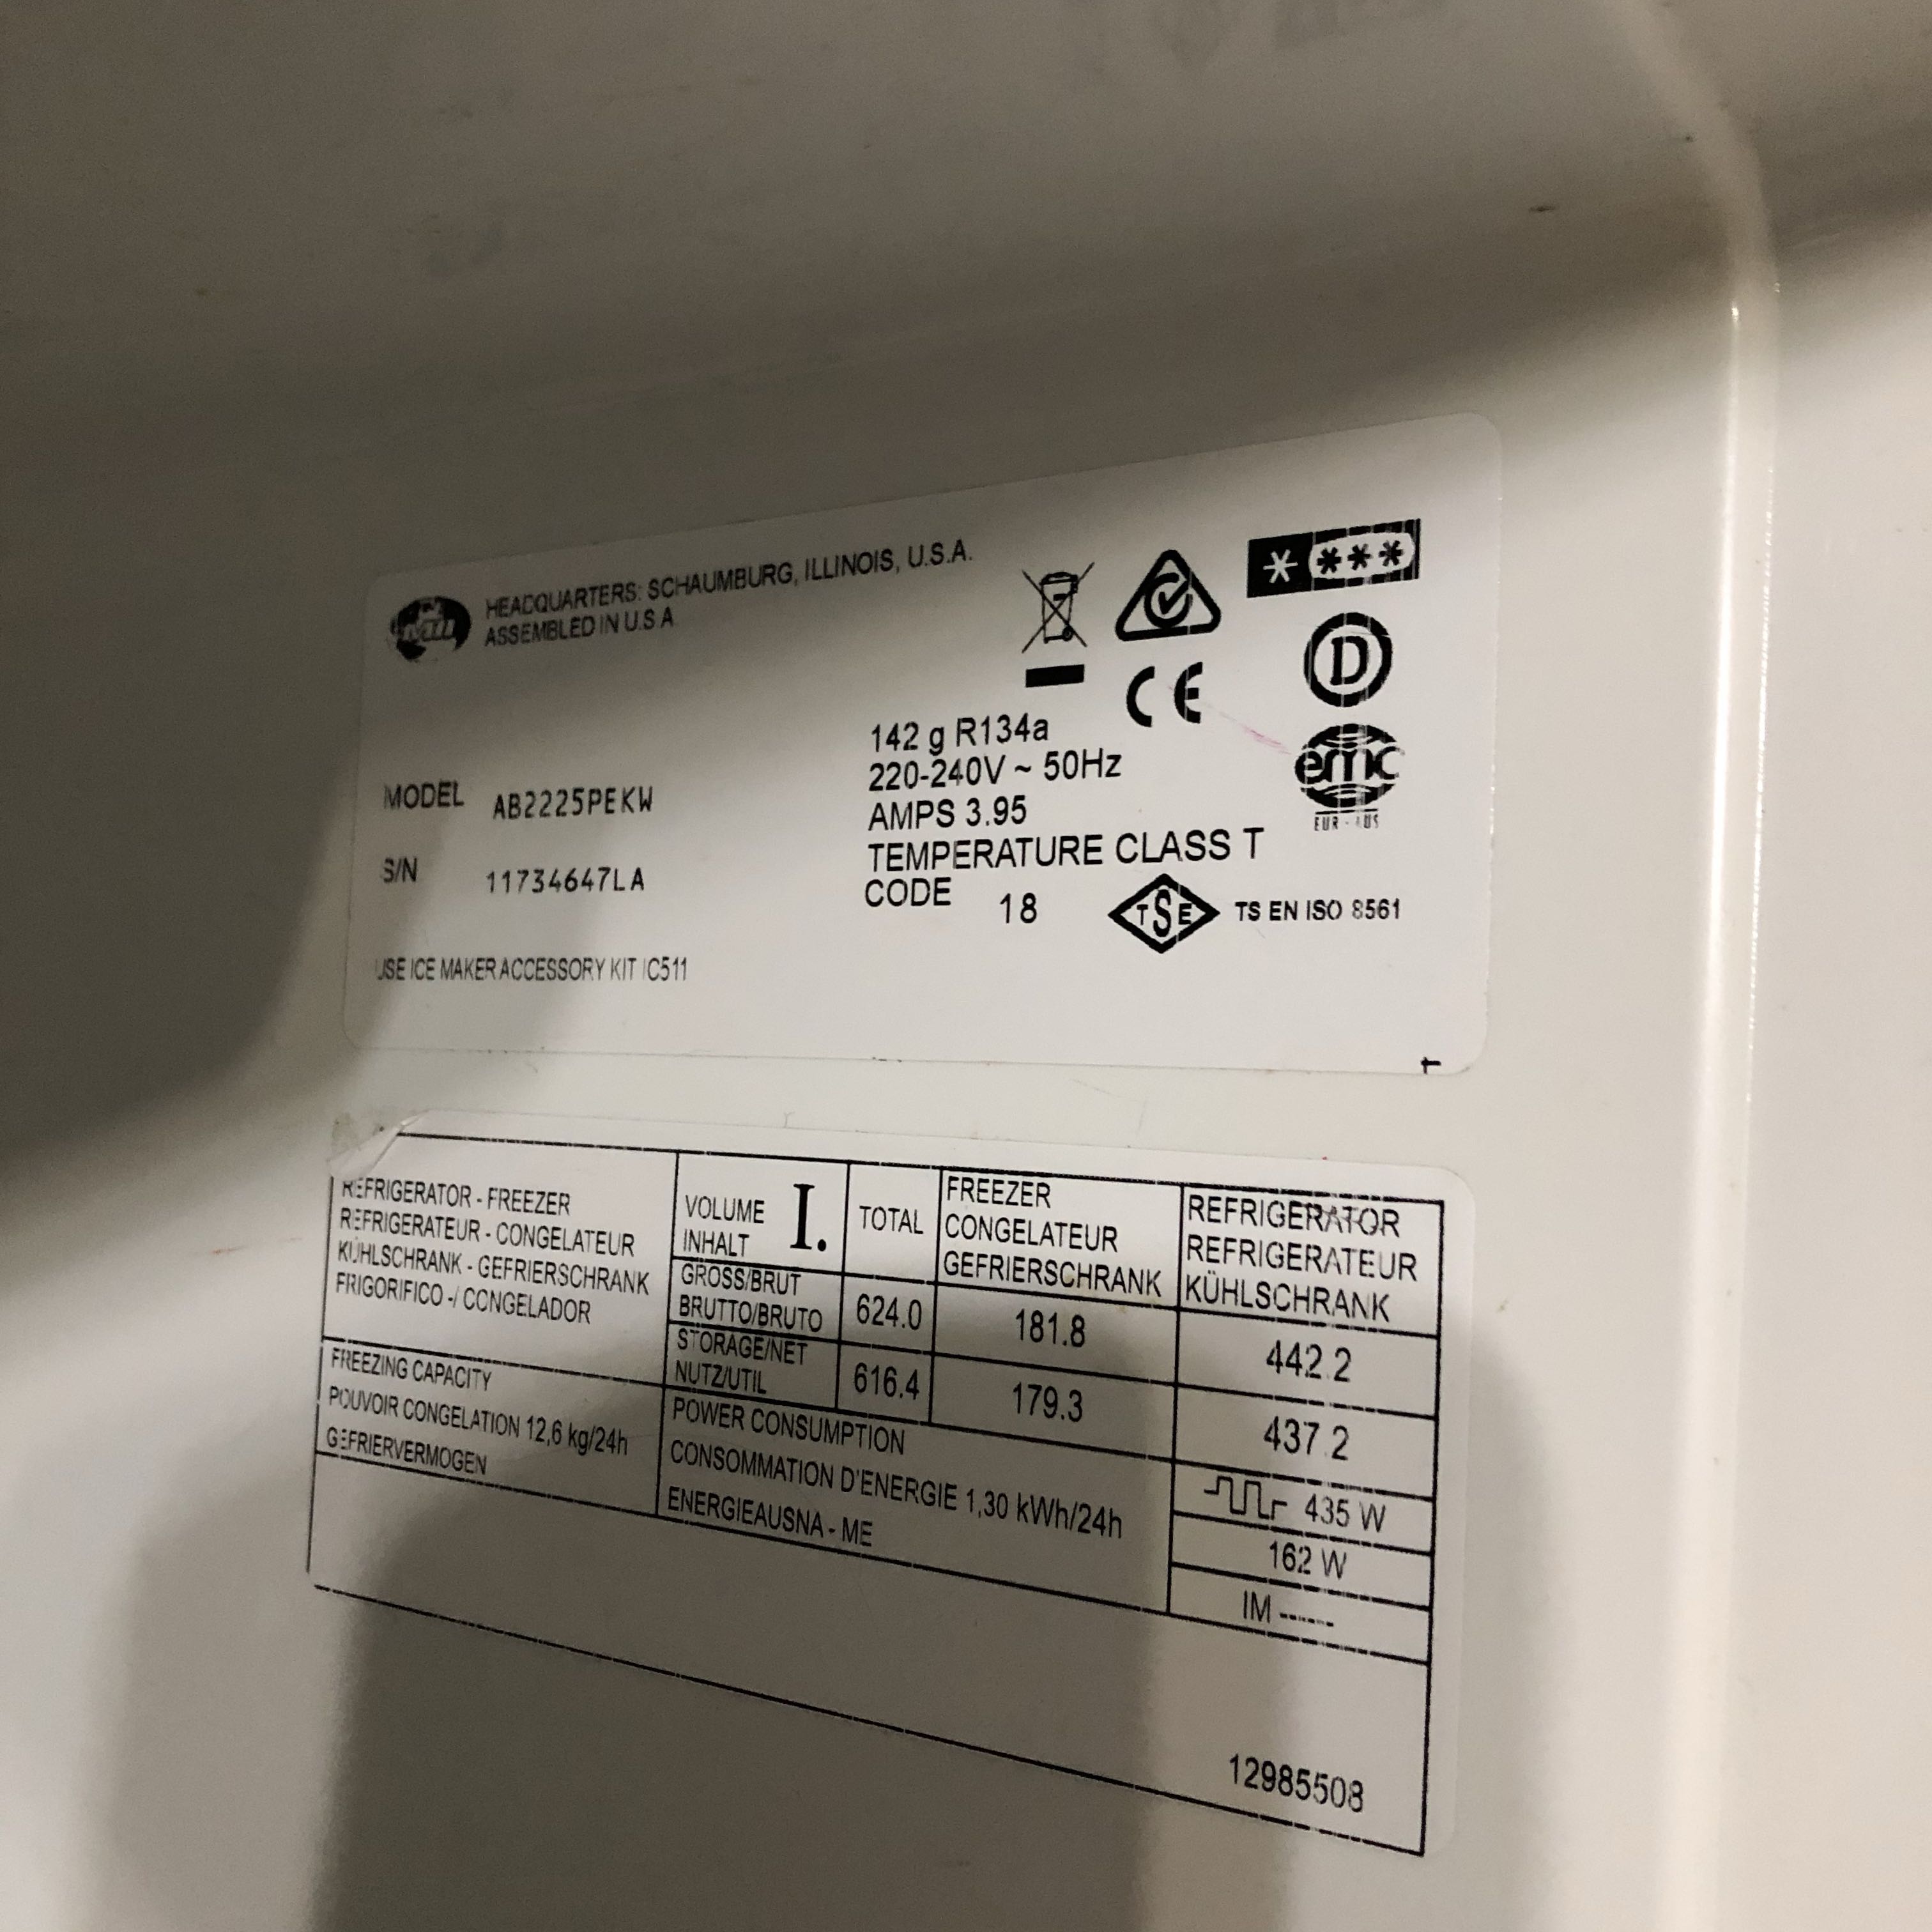 HEADQUARTERS: SCHAUMBURG, ILLINOIS, U.S.A.
ASSEMBLED IN U.S.A
CE
D
emc
EUR - AUS
142 g R134a
220-240V ~ 50Hz
AMPS 3.95
TEMPERATURE CLASS T
CODE 18
TSE TS EN ISO 8561
MODEL AB2225PEKW
S/N 11734647LA
USE ICE MAKER ACCESSORY KIT IC511
REFRIGERATOR - FREEZER
REFRIGERATEUR - CONGELATEUR
KÜHLSCHRANK - GEFRIERSCHRANK
FRIGORIFICO -/ CONGELADOR
VOLUME
INHALT
I.
TOTAL
FREEZER
CONGELATEUR
GEFRIERSCHRANK
REFRIGERATOR
REFRIGERATEUR
KÜHLSCHRANK
GROSS/BRUT
BRUTTO/BRUTO
624.0
181.8
442.2
STORAGE/NET
NUTZ/UTIL
616.4
179.3
437.2
FREEZING CAPACITY
POUVOIR CONGELATION 12,6 kg/24h
GEFRIERVERMOGEN
POWER CONSUMPTION
CONSOMMATION D'ENERGIE 1,30 kWh/24h
ENERGIEAUSNA - ME
435 W
162 W
IM ------
12985508